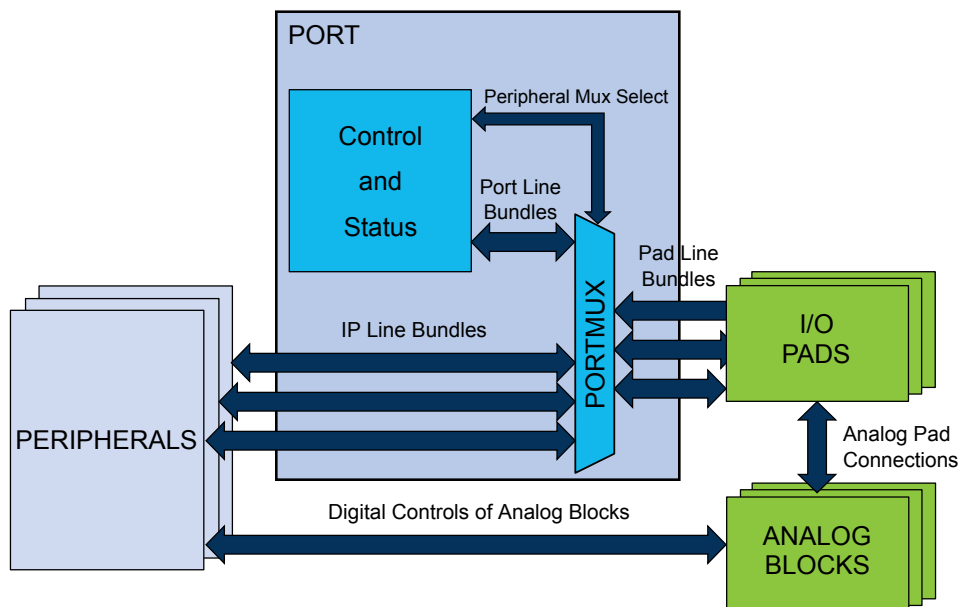 PORT
Peripheral Mux Select
Control
and
Status
Port Line
Bundles
Pad Line
Bundles
PORTMUX
IP Line Bundles
I/O
PADS
PERIPHERALS
Analog Pad
Connections
Digital Controls of Analog Blocks
ANALOG
BLOCKS